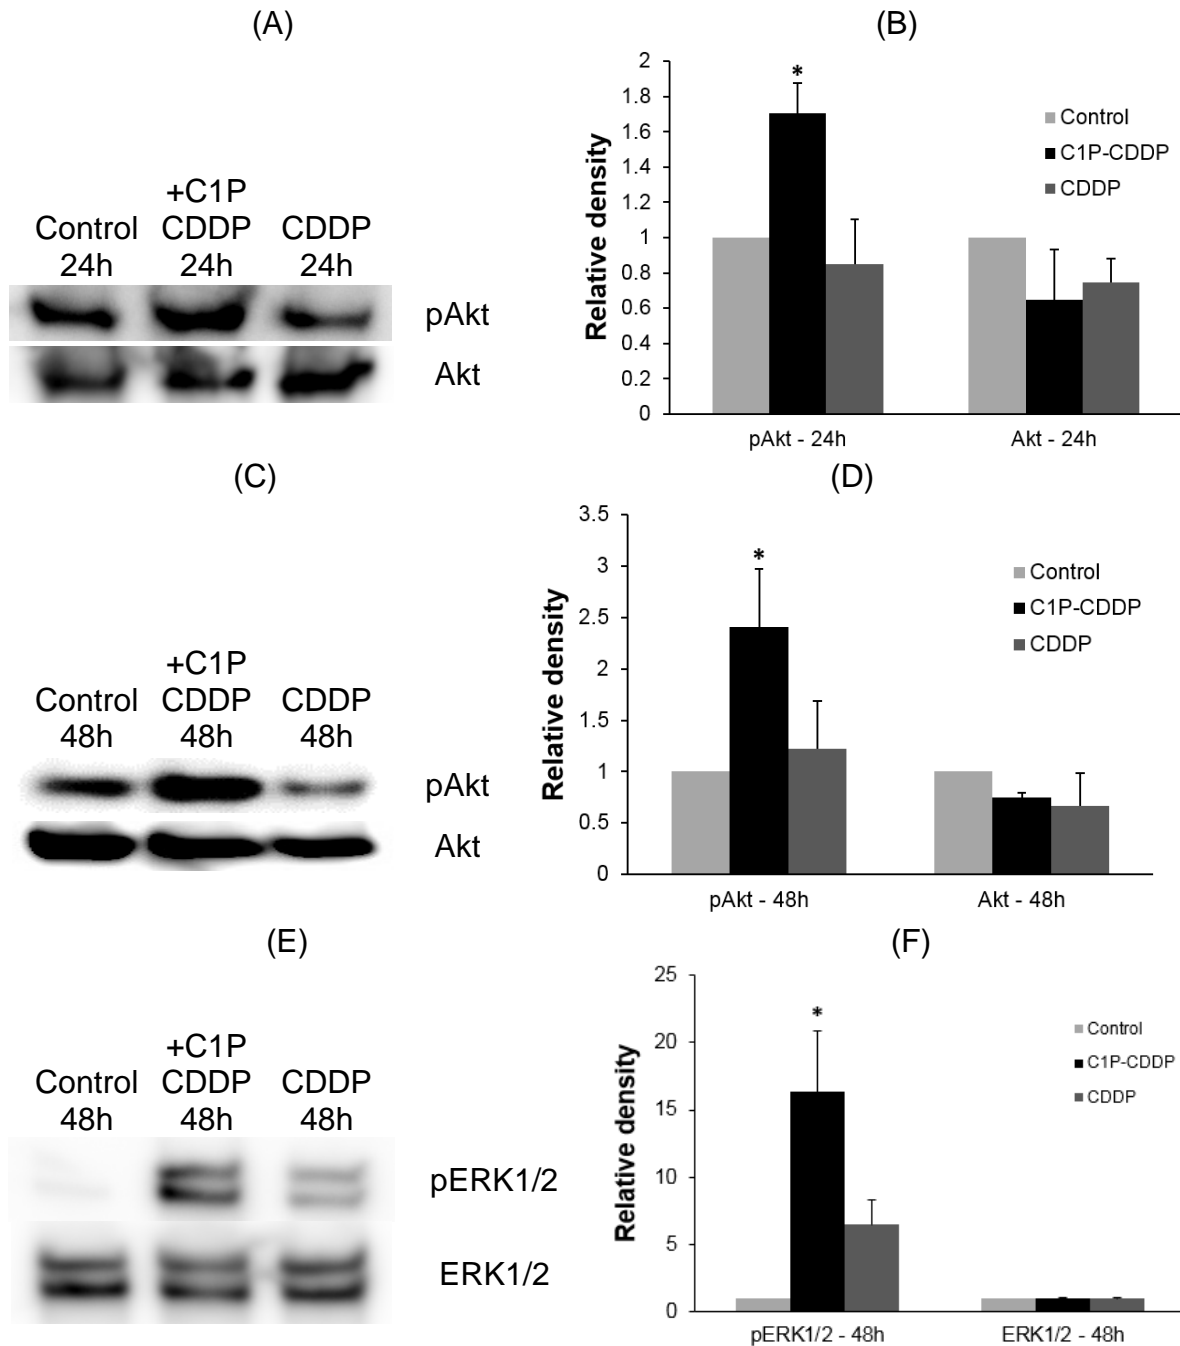 (A)
+C1P
Control CDDP CDDP
24h 24h 24h
pAkt
Akt
(B)
Relative density
2
1.8
1.6
1.4
1.2
1
0.8
0.6
0.4
0.2
0
*
Control
C1P-CDDP
CDDP
pAkt - 24h Akt - 24h
(C)
+C1P
Control CDDP CDDP
48h 48h 48h
pAkt
Akt
(D)
Relative density
3.5
3
2.5
2
1.5
1
0.5
0
*
Control
C1P-CDDP
CDDP
pAkt - 48h Akt - 48h
(E)
+C1P
Control CDDP CDDP
48h 48h 48h
pERK1/2
ERK1/2
(F)
Relative density
25
20
15
10
5
0
*
Control
C1P-CDDP
CDDP
pERK1/2 - 48h ERK1/2 - 48h